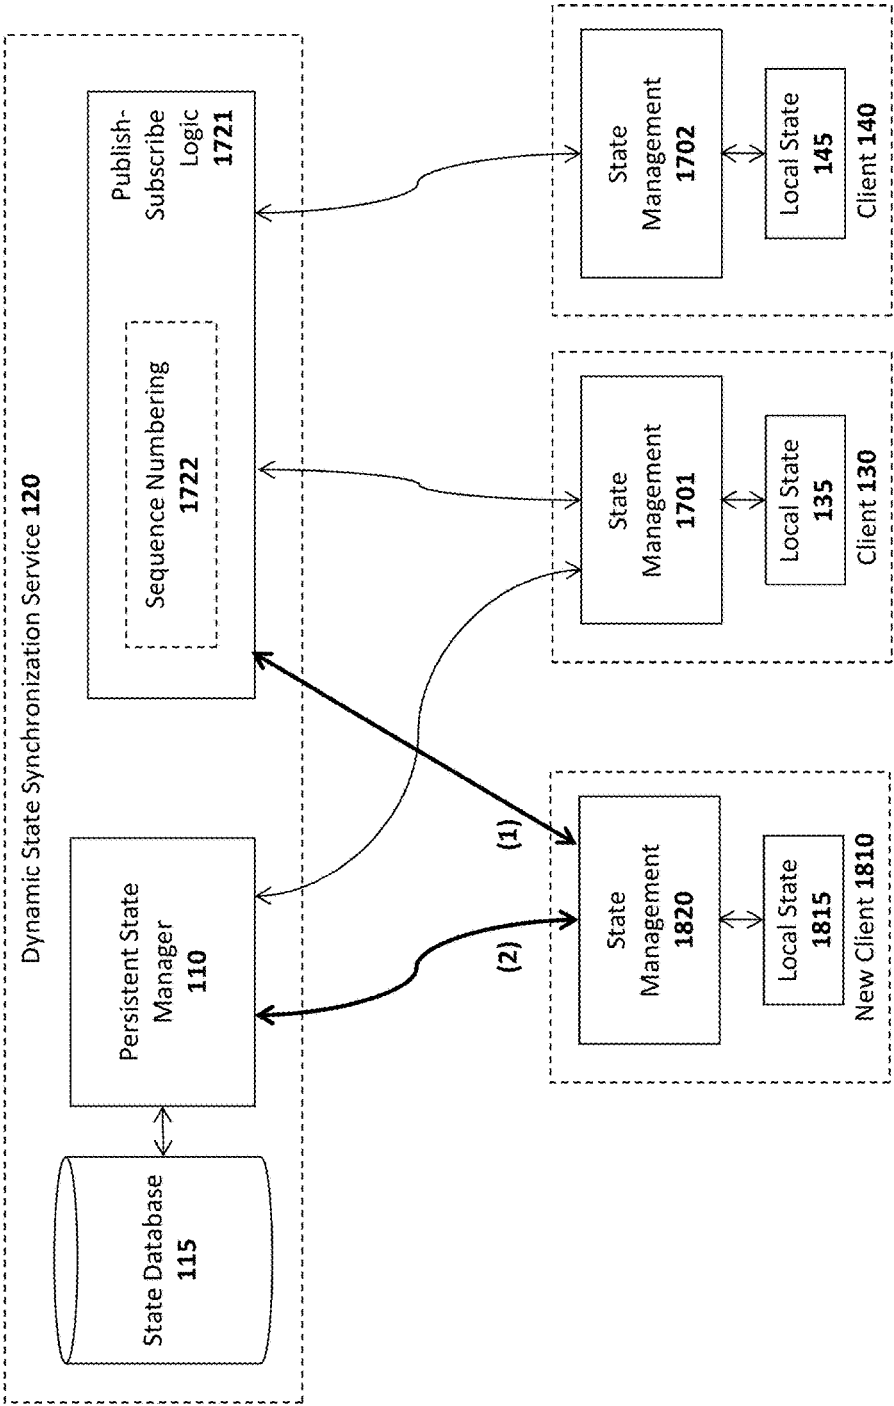 Dynamic State Synchronization Service 120
State Database
115
Persistent State
Manager
110
Sequence Numbering
1722
Publish-
Subscribe
Logic
1721
(2)
(1)
State
Management
1820
Local State
1815
New Client 1810
State
Management
1701
Local State
135
Client 130
State
Management
1702
Local State
145
Client 140